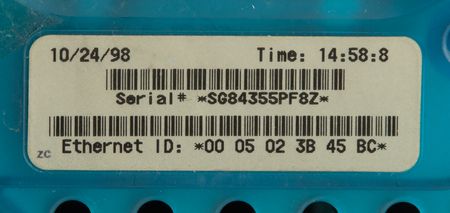 10/24/98 Time: 14:58:8
Serial# *SG84355PF8Z*
zc Ethernet ID: *00 05 02 3B 45 BC*